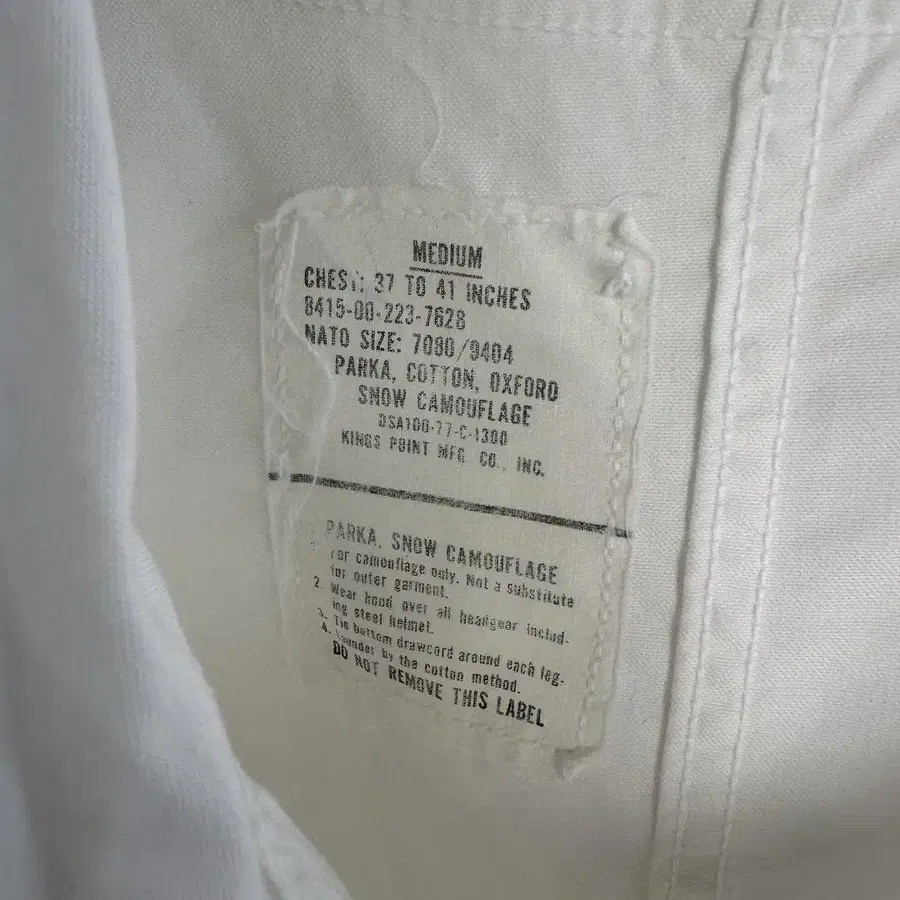 MEDIUM
CHEST: 37 TO 41 INCHES
8415-00-223-7628
NATO SIZE: 7080/9404
PARKA, COTTON, OXFORD
SNOW CAMOUFLAGE
DSA100-77-C-1300
KINGS POINT MFG. CO., INC.
PARKA, SNOW CAMOUFLAGE
1. For camouflage only. Not a substitute
for outer garment.
2. Wear hood over all headgear includ-
ing steel helmet.
3. Tie bottom drawcord around each leg.
4. Launder by the cotton method.
DO NOT REMOVE THIS LABEL